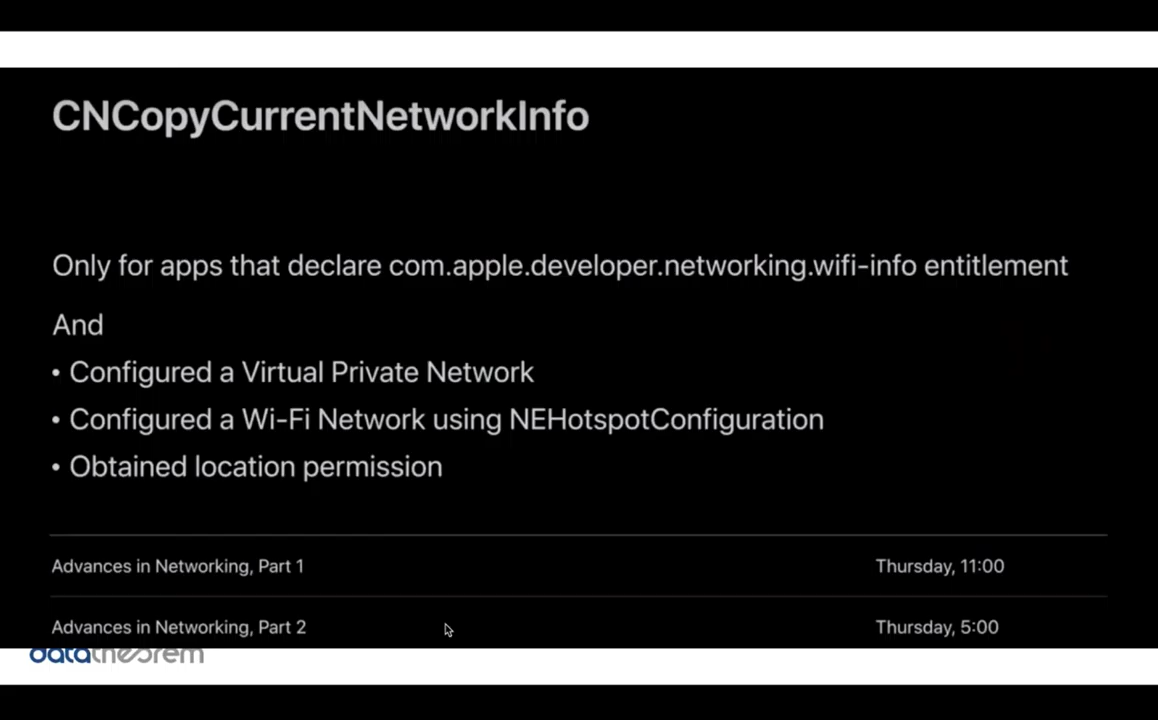 CNCopyCurrentNetworkInfo
Only for apps that declare com.apple.developer.networking.wifi-info entitlement
And
• Configured a Virtual Private Network
• Configured a Wi-Fi Network using NEHotspotConfiguration
• Obtained location permission
Advances in Networking, Part 1 Thursday, 11:00
Advances in Networking, Part 2 Thursday, 5:00
datatheorem